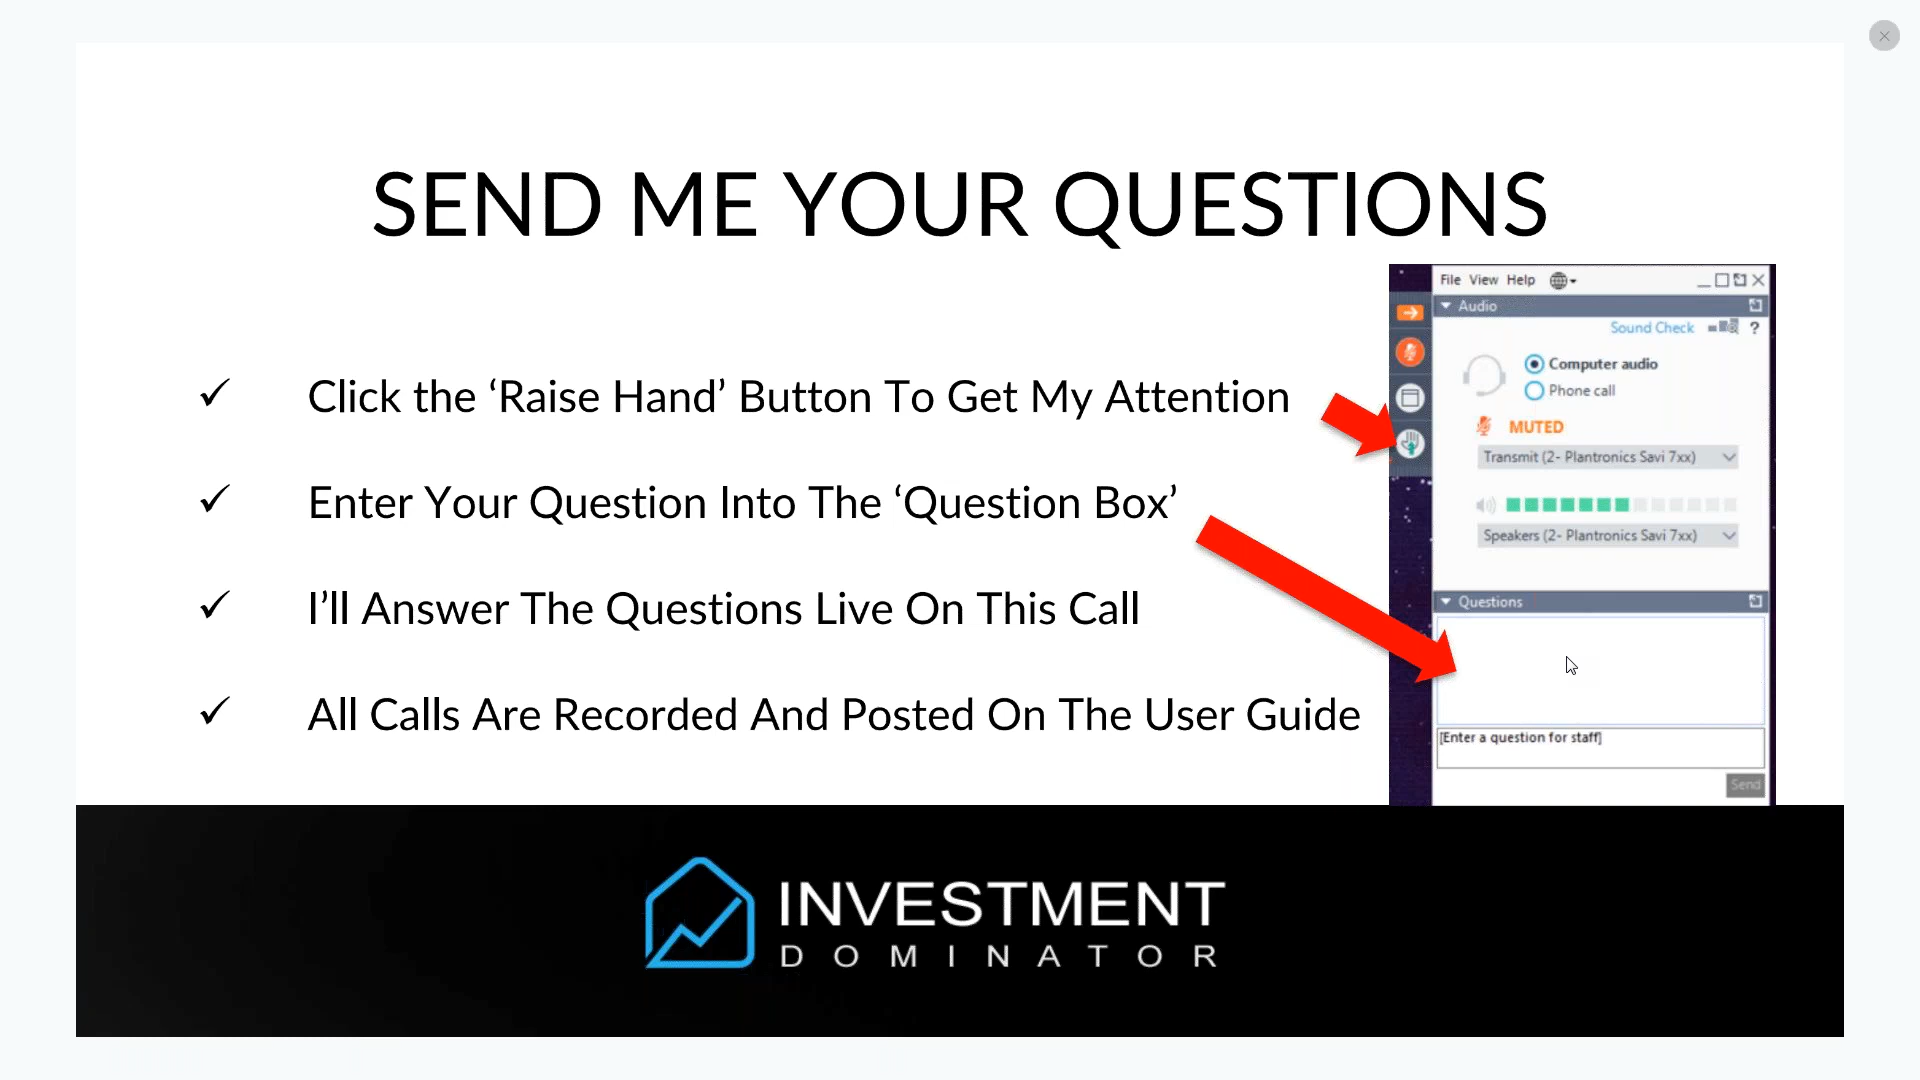 SEND ME YOUR QUESTIONS
✓ Click the ‘Raise Hand’ Button To Get My Attention
✓ Enter Your Question Into The ‘Question Box’
✓ I’ll Answer The Questions Live On This Call
✓ All Calls Are Recorded And Posted On The User Guide
File View Help
Audio
Sound Check ?
Computer audio
Phone call
MUTED
Transmit (2- Plantronics Savi 7xx)
Speakers (2- Plantronics Savi 7xx)
Questions
[Enter a question for staff]
Send
INVESTMENT
DOMINATOR